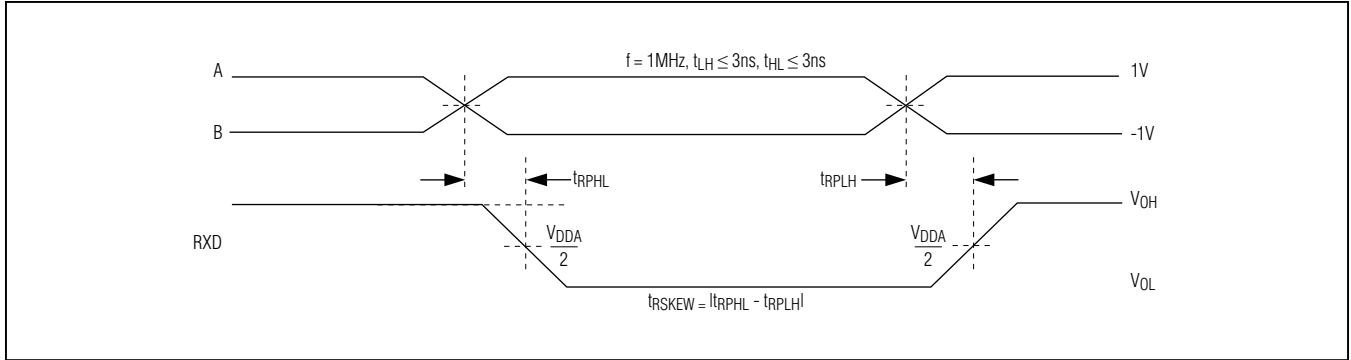 A
f = 1MHz, tLH ≤ 3ns, tHL ≤ 3ns
1V
B
-1V
tRPHL
tRPLH
VOH
RXD
VDDA
2
VDDA
2
VOL
tRSKEW = |tRPHL - tRPLH|